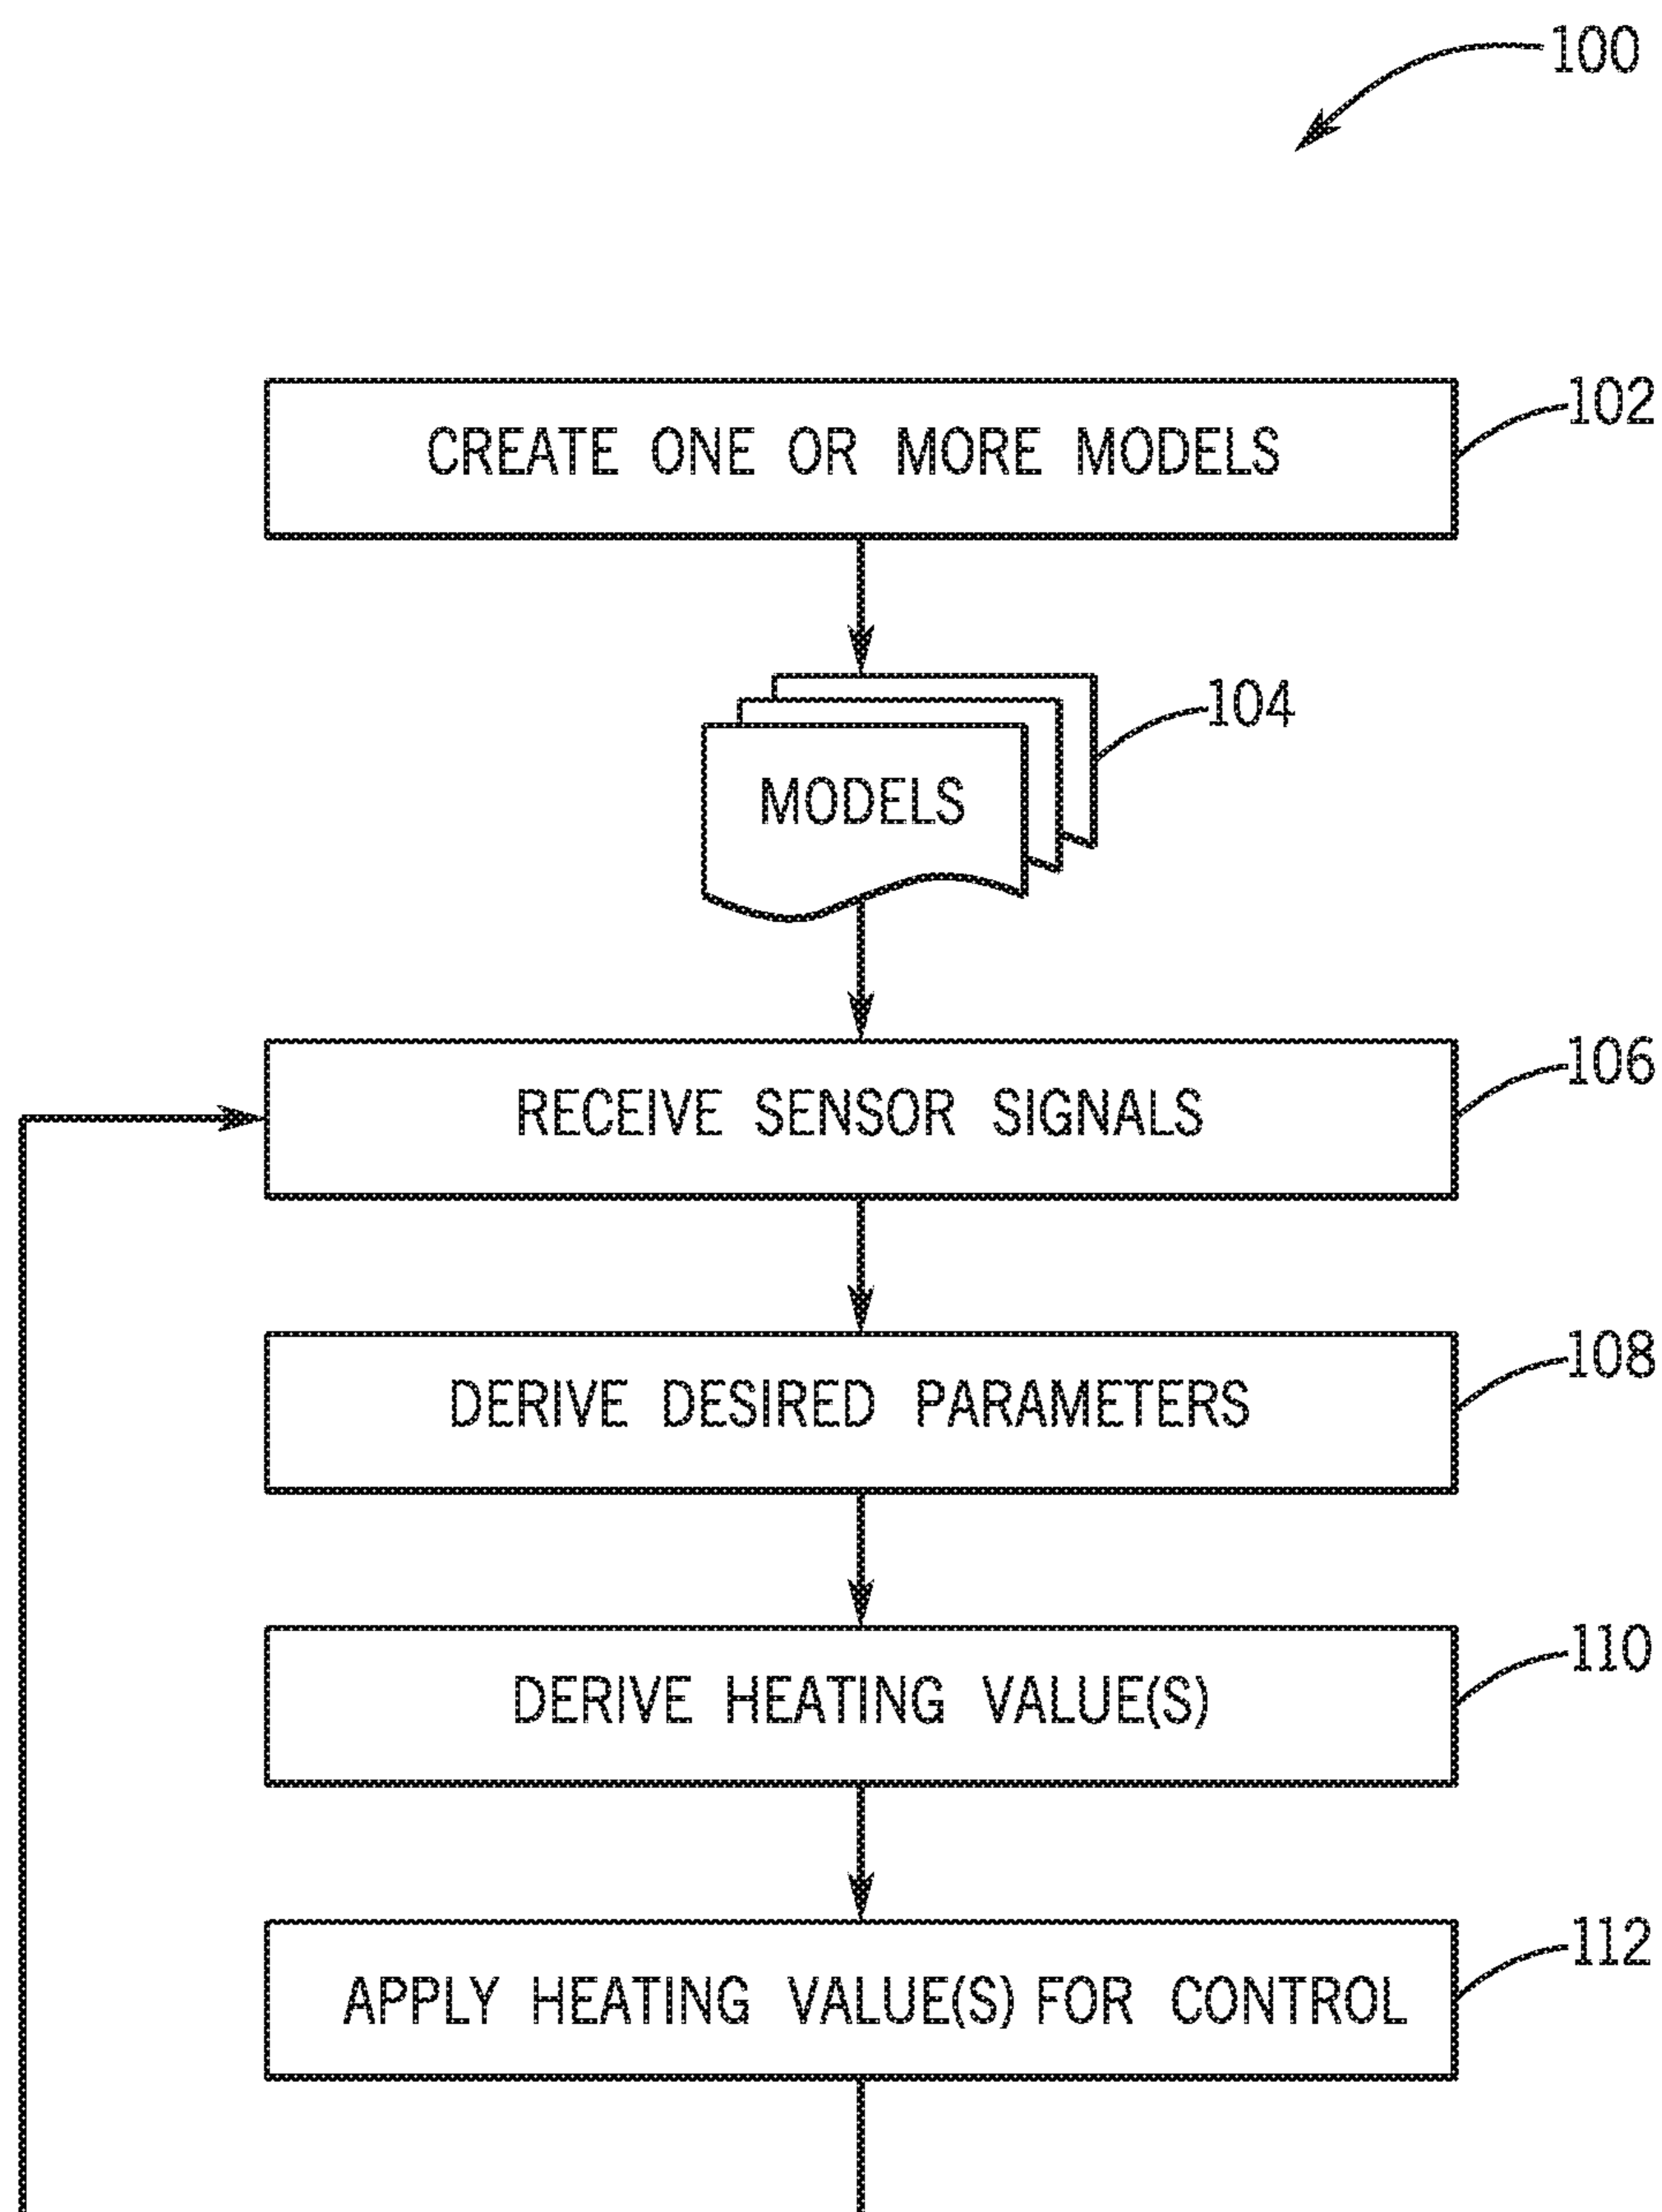 100
CREATE ONE OR MORE MODELS
102
104
MODELS
106
RECEIVE SENSOR SIGNALS
108
DERIVE DESIRED PARAMETERS
110
DERIVE HEATING VALUE(S)
112
APPLY HEATING VALUE(S) FOR CONTROL